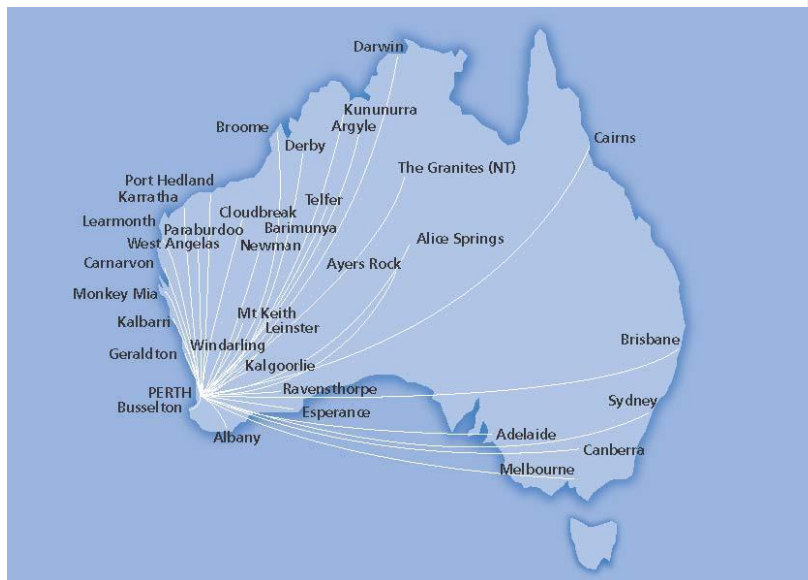 Darwin
Kununurra
Argyle
Broome
Derby
Cairns
The Granites (NT)
Port Hedland
Karratha
Telfer
Learmonth
Cloudbreak
Paraburdoo
Barimunya
West Angelas
Newman
Alice Springs
Carnarvon
Ayers Rock
Monkey Mia
Mt Keith
Kalbarri
Leinster
Windarling
Brisbane
Geraldton
Kalgoorlie
PERTH
Ravensthorpe
Busselton
Esperance
Sydney
Albany
Adelaide
Canberra
Melbourne